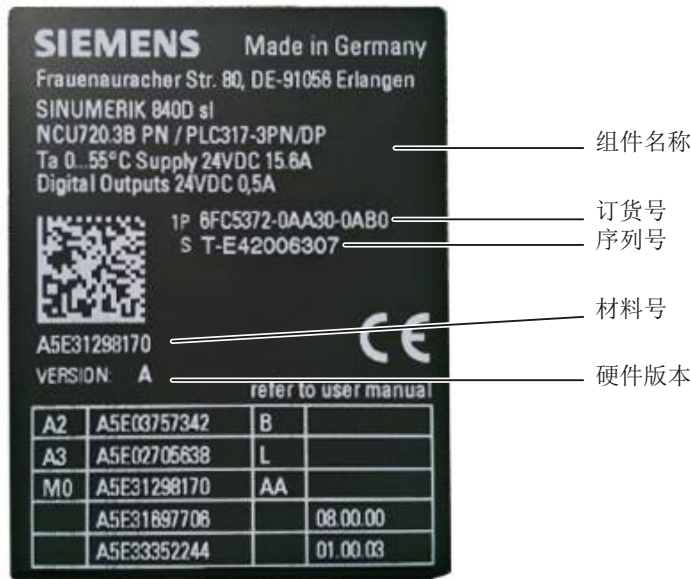 SIEMENS Made in Germany
Frauenauracher Str. 80, DE-91056 Erlangen
SINUMERIK 840D sl
NCU720.3B PN / PLC317-3PN/DP
Ta 0...55°C Supply 24VDC 15.6A
Digital Outputs 24VDC 0,5A
组件名称
1P 6FC5372-0AA30-0AB0
订货号
S T-E42006307
序列号
A5E31298170
材料号
CE
VERSION: A
硬件版本
refer to user manual
A2 A5E03757342 B
A3 A5E02705638 L
M0 A5E31298170 AA
A5E31697706 08.00.00
A5E33352244 01.00.03